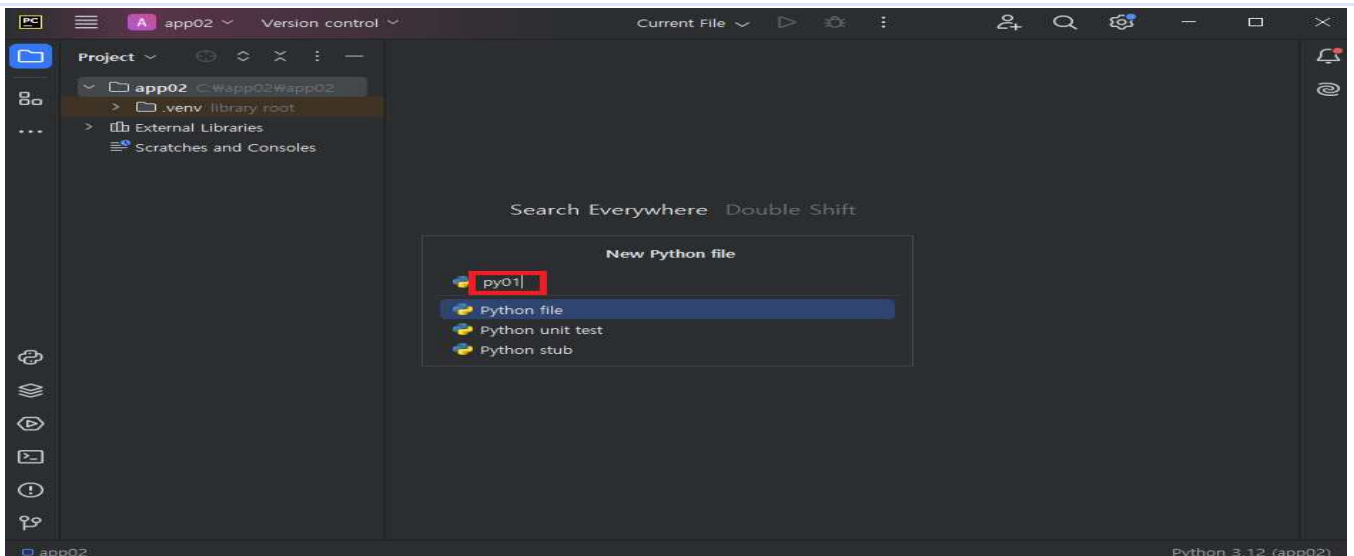 PC A app02 Version control Current File
Project
app02 C:₩app02₩app02
.venv library root
External Libraries
Scratches and Consoles
Search Everywhere Double Shift
New Python file
py01
Python file
Python unit test
Python stub
app02 Python 3.12 (app02)